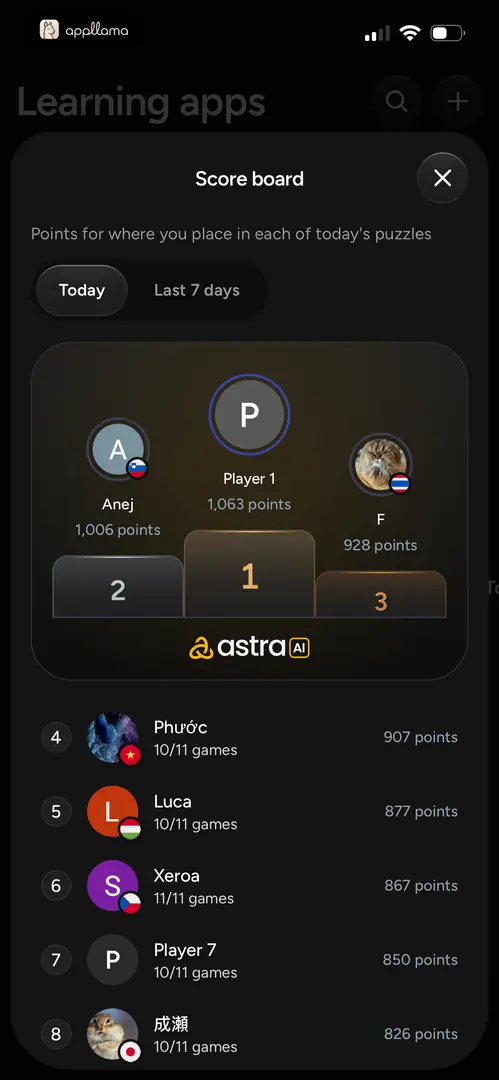 appllama
Learning apps
Score board
Points for where you place in each of today's puzzles
Today
Last 7 days
P
A
Player 1
1,063 points
Anej
1,006 points
F
928 points
1
2
3
astra AI
4
Phước
10/11 games
907 points
5
L
Luca
10/11 games
877 points
6
S
Xeroa
11/11 games
867 points
7
P
Player 7
10/11 games
850 points
8
成瀬
10/11 games
826 points